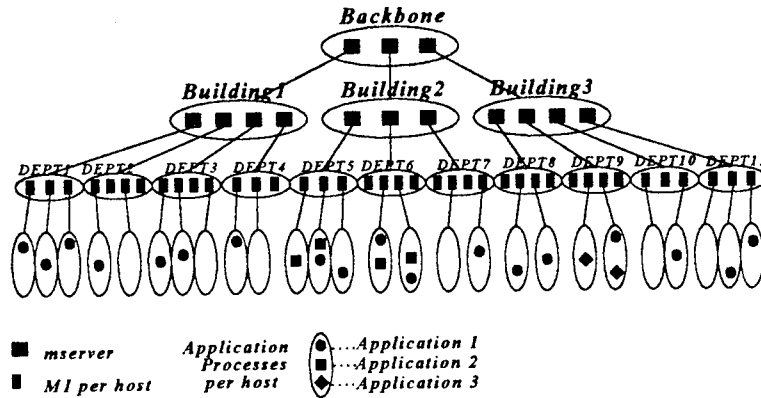 Backbone
Building1 Building2 Building3
DEPT1 DEPT2 DEPT3 DEPT4 DEPT5 DEPT6 DEPT7 DEPT8 DEPT9 DEPT10
mserver
M1 per host
Application
Processes
per host
Application 1
Application 2
Application 3